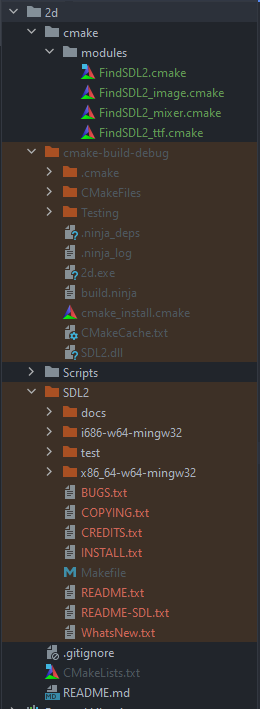 2d
cmake
modules
FindSDL2.cmake
FindSDL2_image.cmake
FindSDL2_mixer.cmake
FindSDL2_ttf.cmake
cmake-build-debug
.cmake
CMakeFiles
Testing
.ninja_deps
.ninja_log
2d.exe
build.ninja
cmake_install.cmake
CMakeCache.txt
SDL2.dll
Scripts
SDL2
docs
i686-w64-mingw32
test
x86_64-w64-mingw32
BUGS.txt
COPYING.txt
CREDITS.txt
INSTALL.txt
Makefile
README.txt
README-SDL.txt
WhatsNew.txt
.gitignore
CMakeLists.txt
README.md